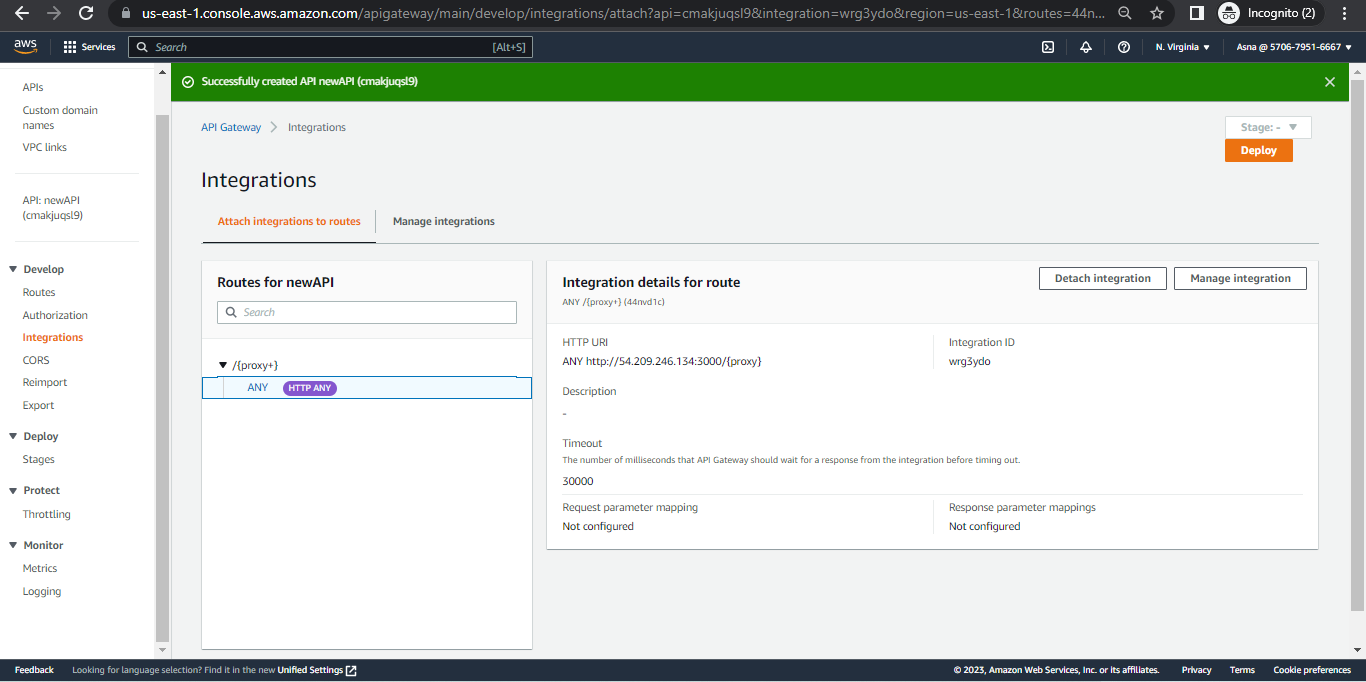 us-east-1.console.aws.amazon.com/apigateway/main/develop/integrations/attach?api=cmakjuqsl9&integration=wrg3ydo&region=us-east-1&routes=44n...
Incognito (2)
aws
Services
Search
[Alt+S]
N. Virginia
Asna @ 5706-7951-6667
APIs
Custom domain
names
VPC links
API: newAPI
(cmakjuqsl9)
Develop
Routes
Authorization
Integrations
CORS
Reimport
Export
Deploy
Stages
Protect
Throttling
Monitor
Metrics
Logging
Successfully created API newAPI (cmakjuqsl9)
API Gateway
Integrations
Stage: -
Deploy
Integrations
Attach integrations to routes
Manage integrations
Routes for newAPI
Search
/{proxy+}
ANY
HTTP ANY
Integration details for route
ANY /{proxy+} (44nvd1c)
Detach integration
Manage integration
HTTP URI
ANY http://54.209.246.134:3000/{proxy}
Integration ID
wrg3ydo
Description
-
Timeout
The number of milliseconds that API Gateway should wait for a response from the integration before timing out.
30000
Request parameter mapping
Not configured
Response parameter mappings
Not configured
Feedback
Looking for language selection? Find it in the new Unified Settings
© 2023, Amazon Web Services, Inc. or its affiliates.
Privacy
Terms
Cookie preferences